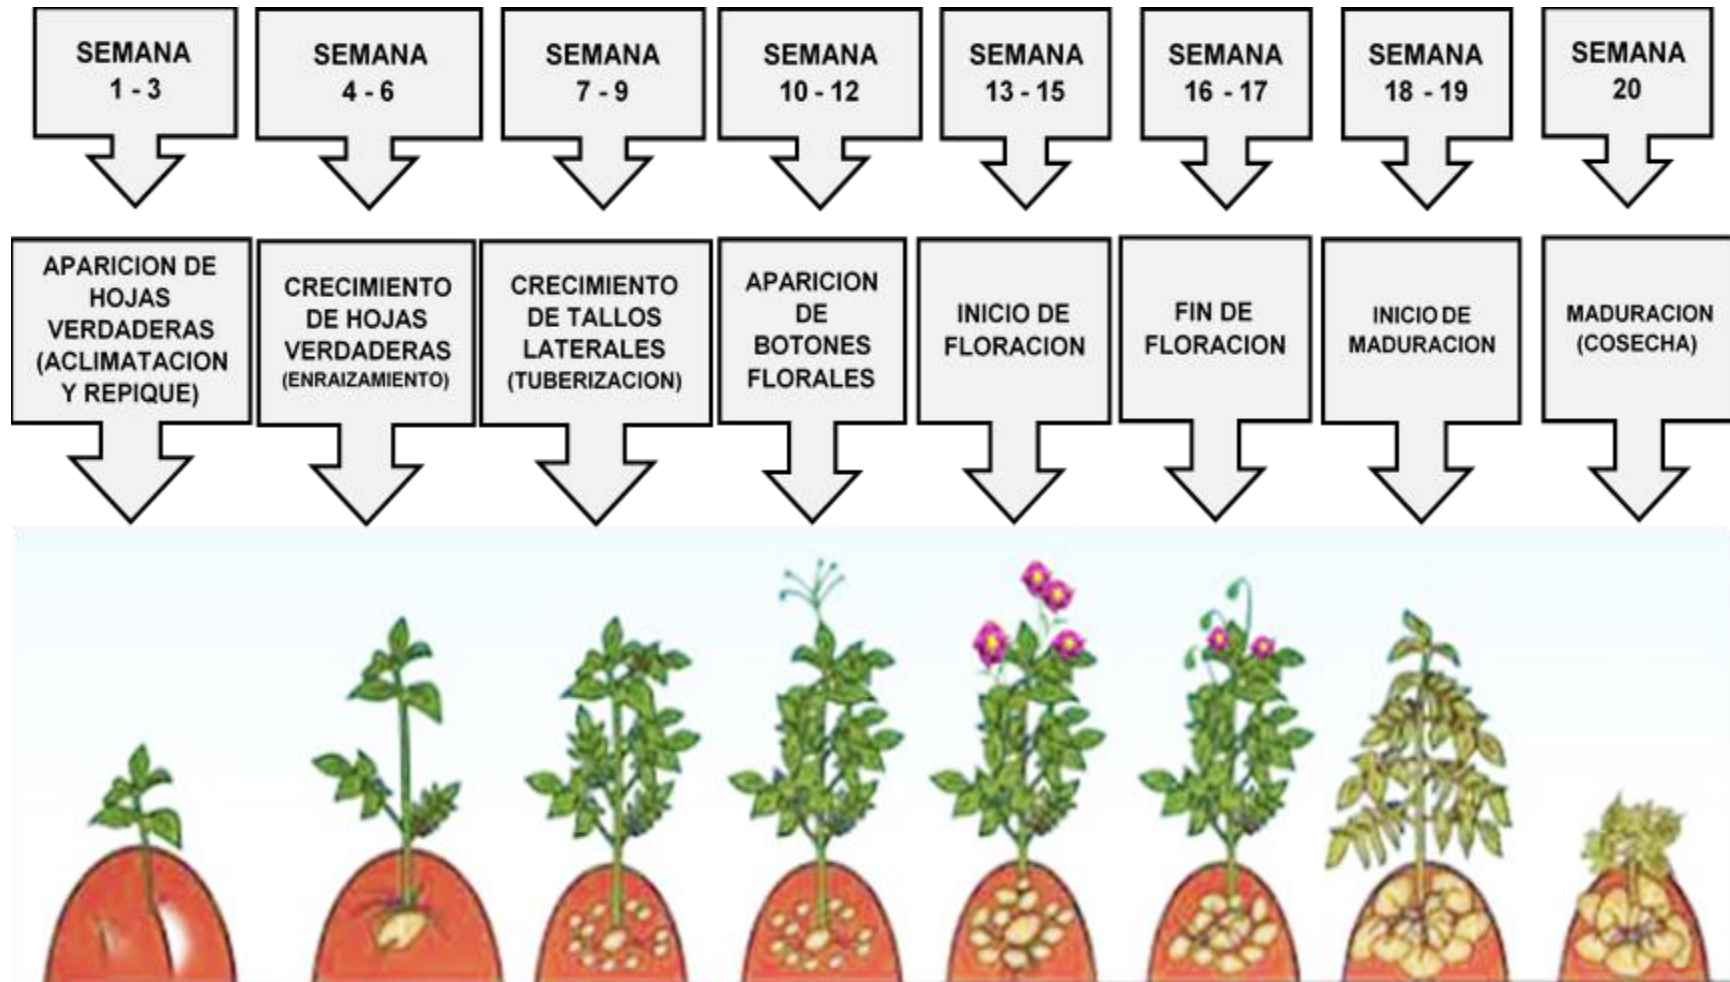 SEMANA
1 - 3
SEMANA
4 - 6
SEMANA
7 - 9
SEMANA
10 - 12
SEMANA
13 - 15
SEMANA
16 - 17
SEMANA
18 - 19
SEMANA
20
APARICION DE
HOJAS
VERDADERAS
(ACLIMATACION
Y REPIQUE)
CRECIMIENTO
DE HOJAS
VERDADERAS
(ENRAIZAMIENTO)
CRECIMIENTO
DE TALLOS
LATERALES
(TUBERIZACION)
APARICION
DE
BOTONES
FLORALES
INICIO DE
FLORACION
FIN DE
FLORACION
INICIO DE
MADURACION
MADURACION
(COSECHA)